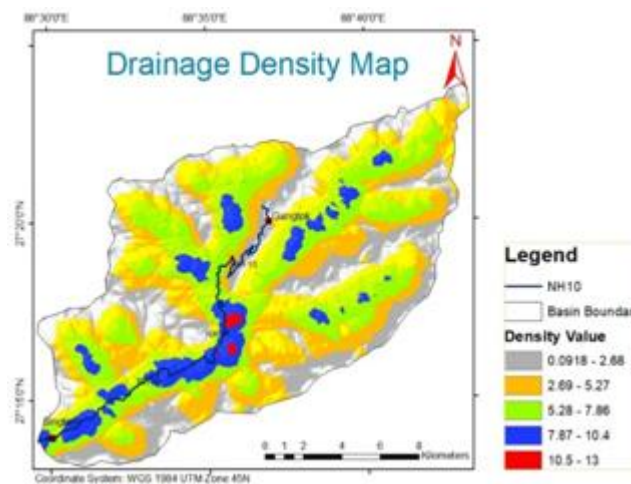 88°30'0"E 88°35'0"E 88°40'0"E
Drainage Density Map
N
27°20'0"N
Gangtok
27°15'0"N
0 1 2 4 6 8
Kilometers
Coordinate System: WGS 1984 UTM Zone 45N
Legend
NH10
Basin Boundar
Density Value
0.0918 - 2.68
2.69 - 5.27
5.28 - 7.86
7.87 - 10.4
10.5 - 13